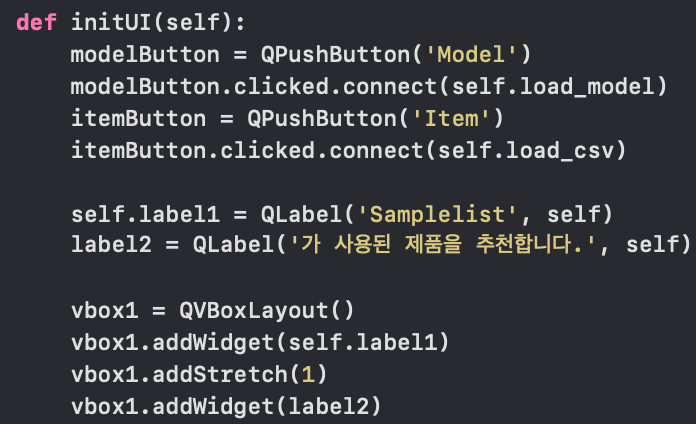 def initUI(self):
    modelButton = QPushButton('Model')
    modelButton.clicked.connect(self.load_model)
    itemButton = QPushButton('Item')
    itemButton.clicked.connect(self.load_csv)

    self.label1 = QLabel('Samplelist', self)
    label2 = QLabel('가 사용된 제품을 추천합니다.', self)

    vbox1 = QVBoxLayout()
    vbox1.addWidget(self.label1)
    vbox1.addStretch(1)
    vbox1.addWidget(label2)